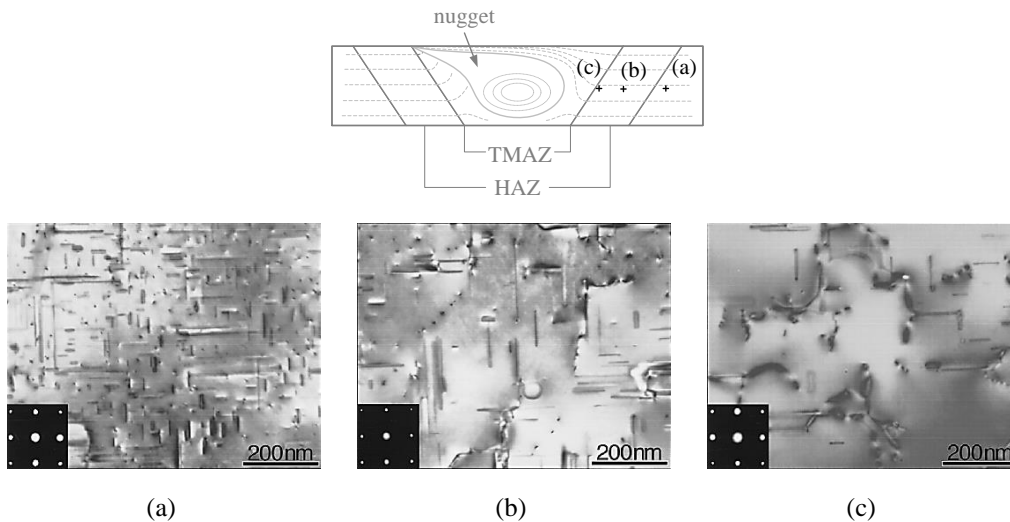 nugget
(c) (b) (a)
TMAZ
HAZ
200nm 200nm 200nm
(a) (b) (c)